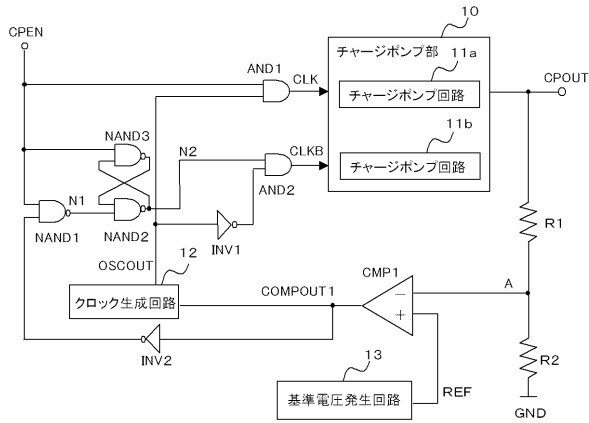 CPEN
10
チャージポンプ部
11a
チャージポンプ回路
11b
チャージポンプ回路
AND1
CLK
CPOUT
NAND3
N2
CLKB
AND2
N1
NAND1
NAND2
INV1
R1
OSCOUT
12
クロック生成回路
COMPOUT1
CMP1
−
+
A
INV2
R2
13
基準電圧発生回路
REF
GND